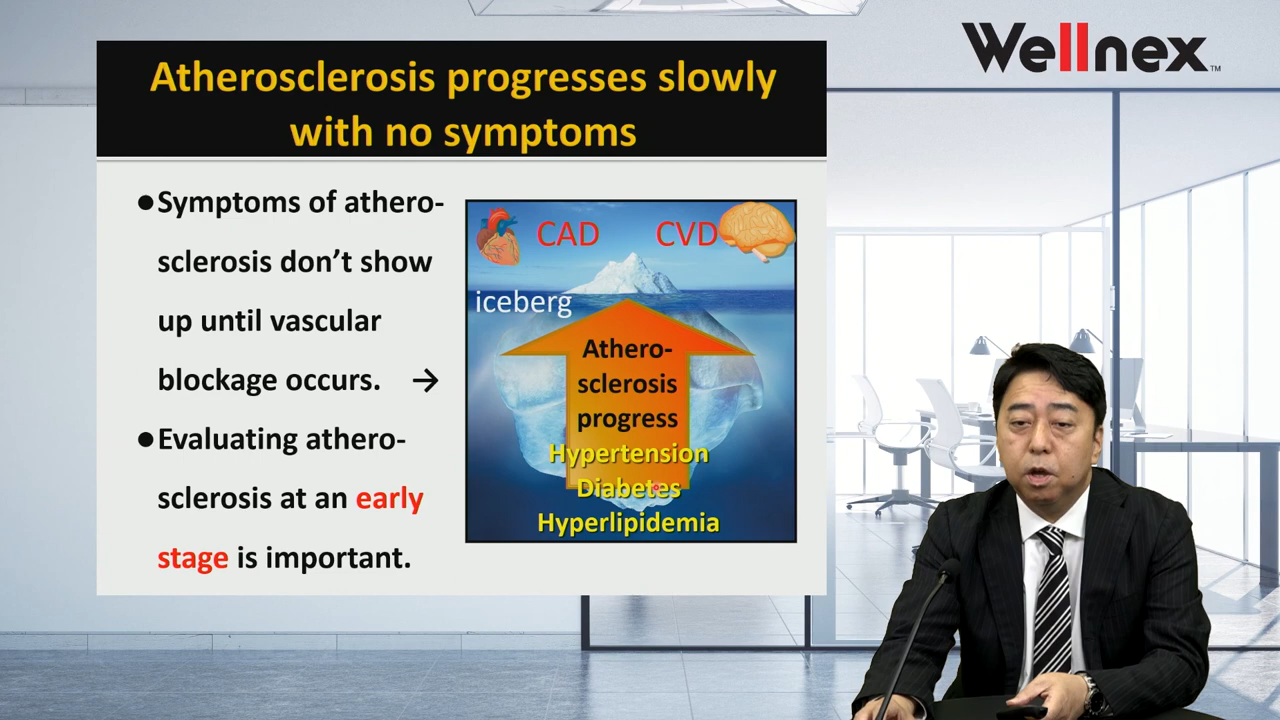 Wellnex™
Atherosclerosis progresses slowly
with no symptoms
●Symptoms of athero-
sclerosis don’t show
up until vascular
blockage occurs. →
●Evaluating athero-
sclerosis at an early
stage is important.
CAD CVD
iceberg
Athero-
sclerosis
progress
Hypertension
Diabetes
Hyperlipidemia